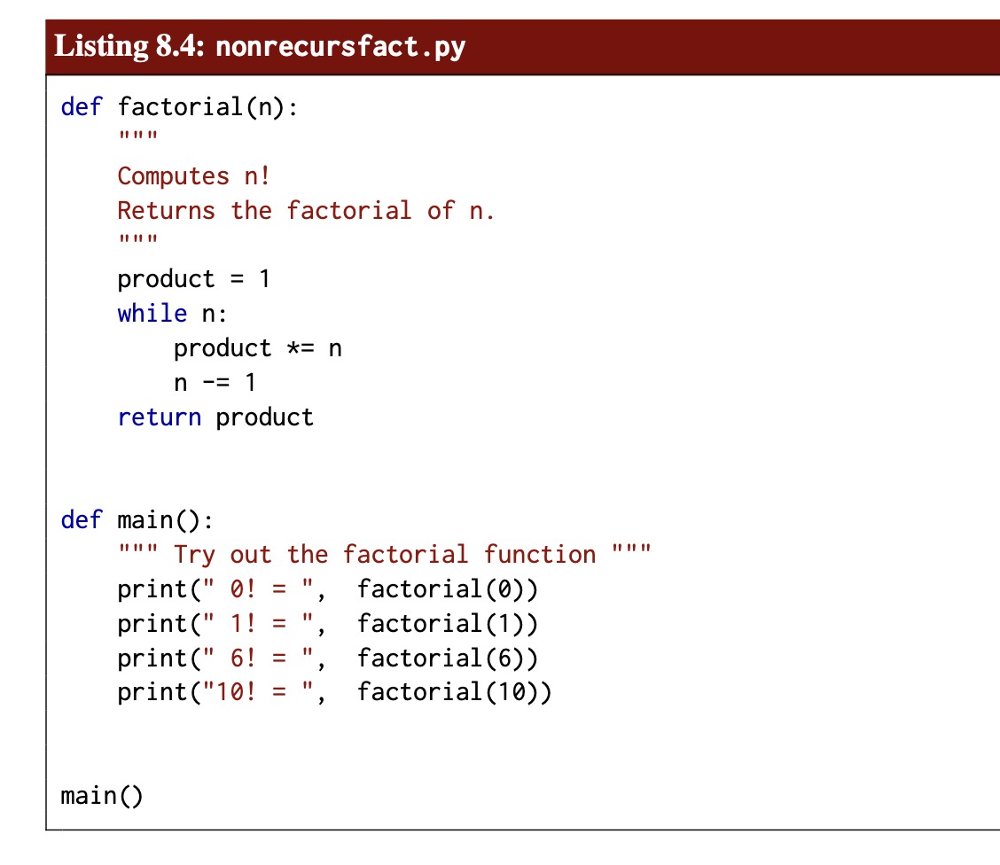 Listing 8.4: nonrecursfact.py
def factorial(n):
    """
    Computes n!
    Returns the factorial of n.
    """
    product = 1
    while n:
        product *= n
        n -= 1
    return product
def main():
    """ Try out the factorial function """
    print(" 0! = ",  factorial(0))
    print(" 1! = ",  factorial(1))
    print(" 6! = ",  factorial(6))
    print("10! = ",  factorial(10))
main()